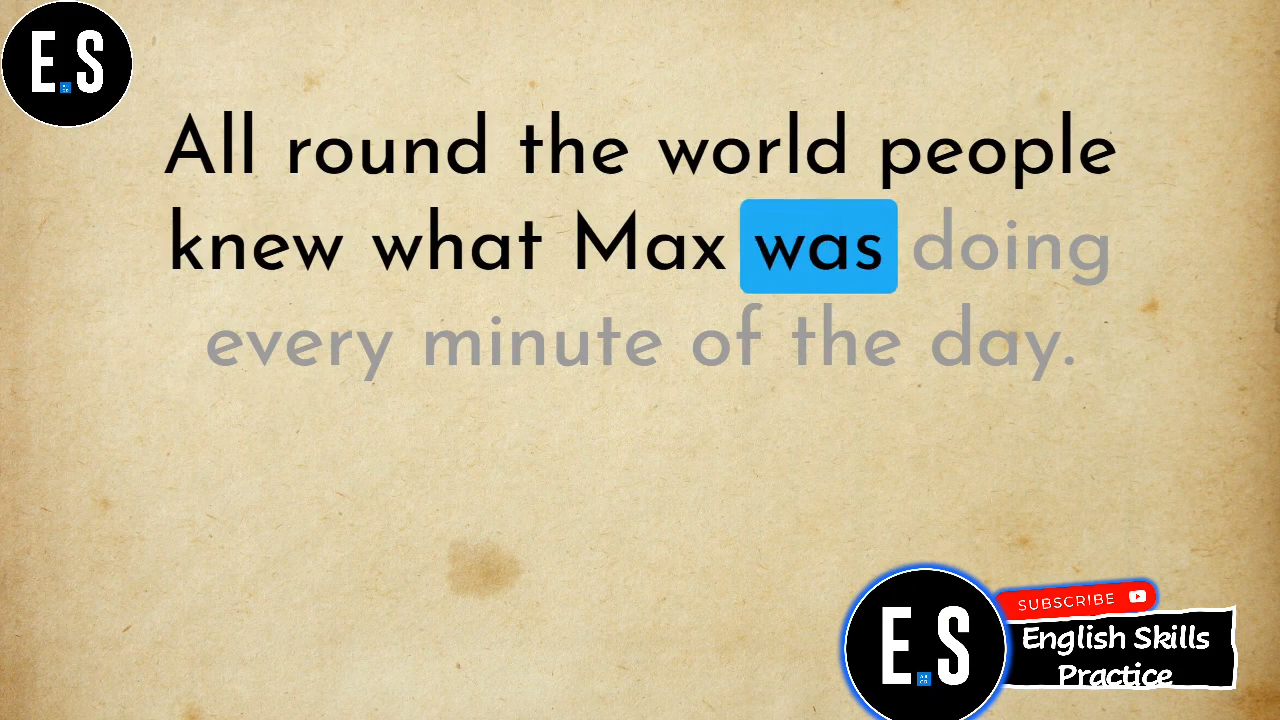 E.S
All round the world people
knew what Max was doing
every minute of the day.
SUBSCRIBE
E.S
English Skills
Practice